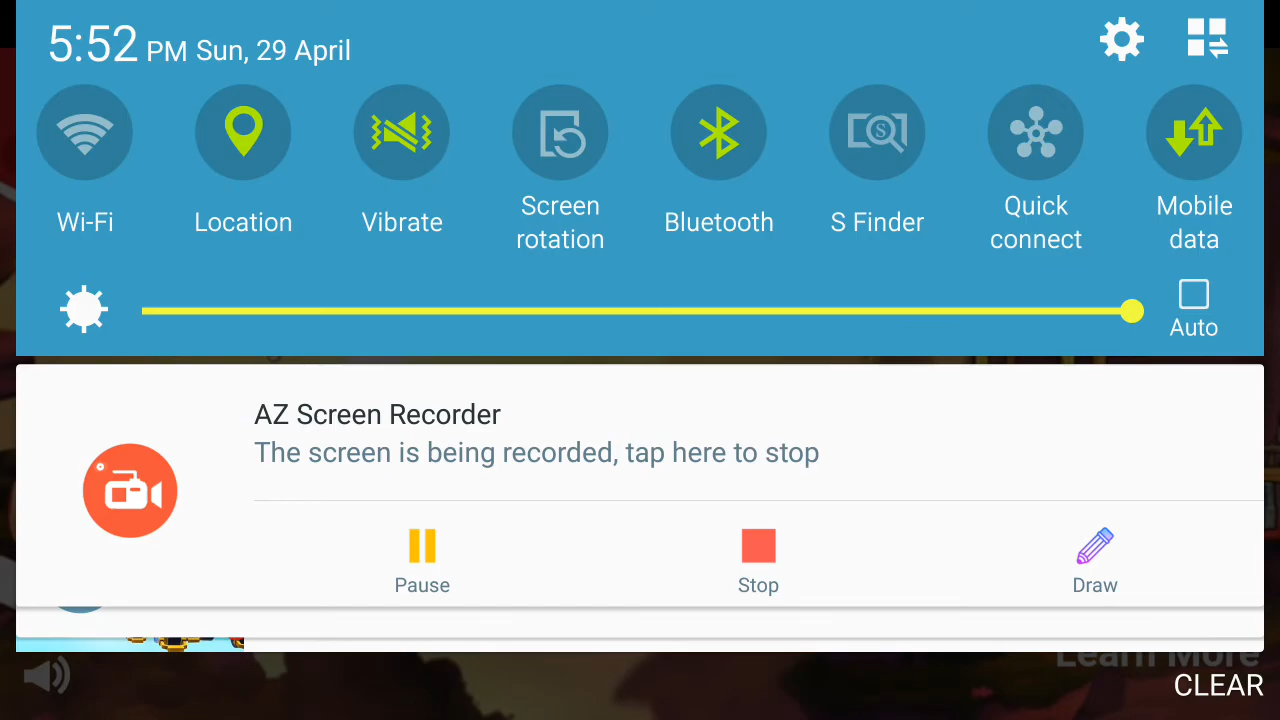 5:52 PM Sun, 29 April
Wi-Fi
Location
Vibrate
Screen
rotation
Bluetooth
S Finder
Quick
connect
Mobile
data
Auto
AZ Screen Recorder
The screen is being recorded, tap here to stop
Pause
Stop
Draw
Learn More
CLEAR